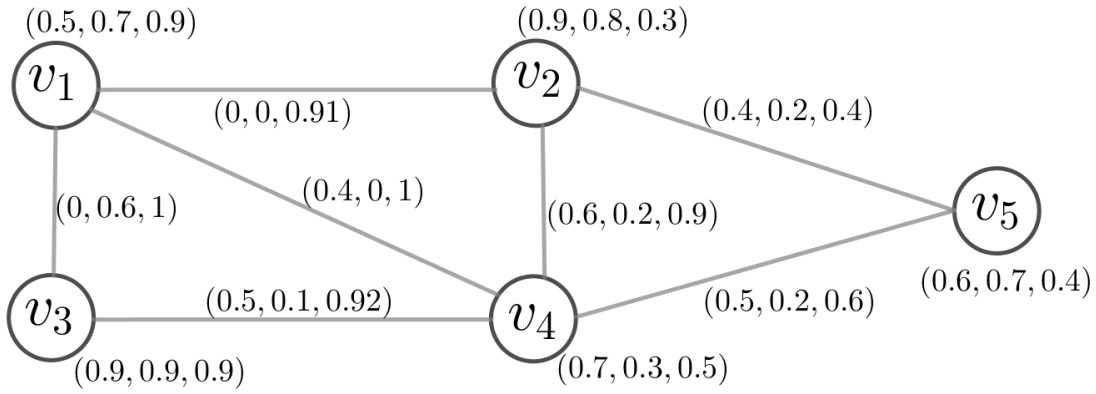 (0.5, 0.7, 0.9)
(0.9, 0.8, 0.3)
v1
v2
(0, 0, 0.91)
(0.4, 0.2, 0.4)
(0.4, 0, 1)
(0, 0.6, 1)
(0.6, 0.2, 0.9)
v5
(0.6, 0.7, 0.4)
(0.5, 0.1, 0.92)
(0.5, 0.2, 0.6)
v3
v4
(0.9, 0.9, 0.9)
(0.7, 0.3, 0.5)